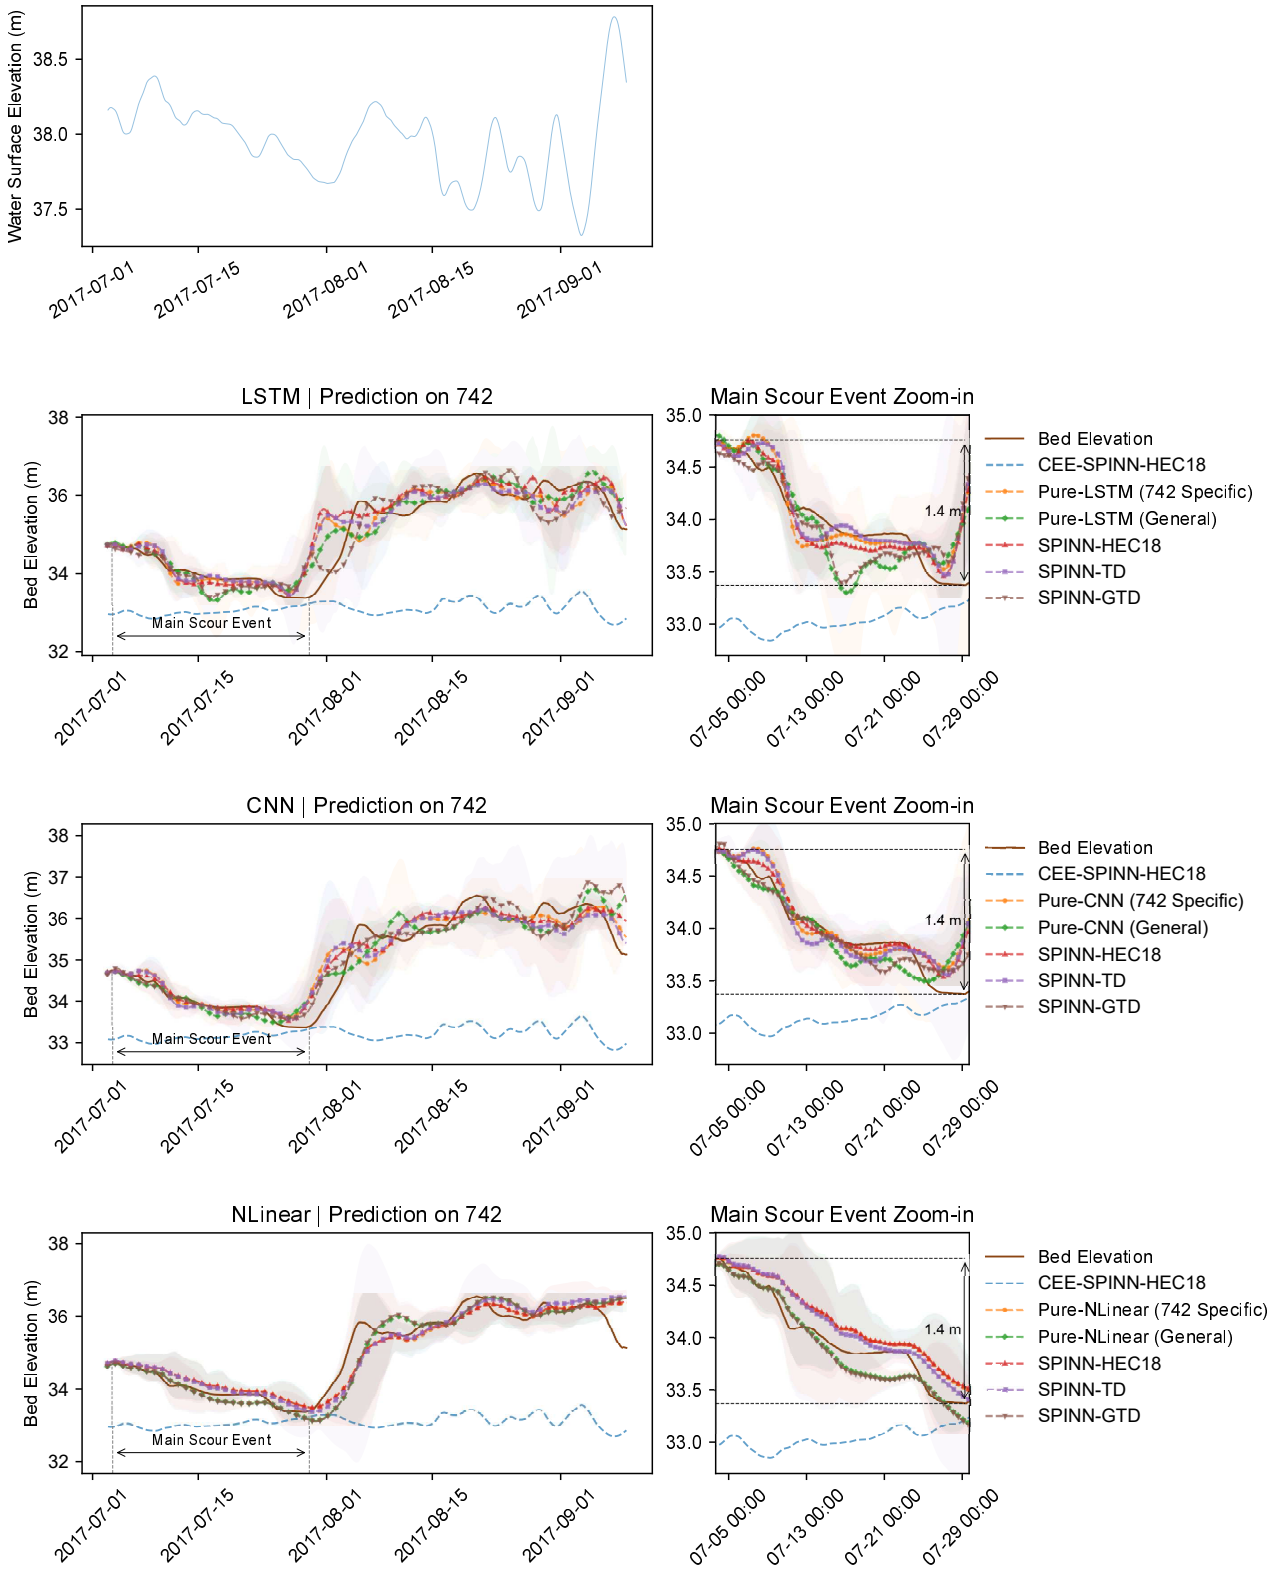 Water Surface Elevation (m)
38.5
38.0
37.5
2017-07-01
2017-07-15
2017-08-01
2017-08-15
2017-09-01
LSTM | Prediction on 742
Bed Elevation (m)
38
36
34
32
Main Scour Event
2017-07-01
2017-07-15
2017-08-01
2017-08-15
2017-09-01
Main Scour Event Zoom-in
35.0
34.5
34.0
33.5
33.0
1.4 m
07-05 00:00
07-13 00:00
07-21 00:00
07-29 00:00
Bed Elevation
CEE-SPINN-HEC18
Pure-LSTM (742 Specific)
Pure-LSTM (General)
SPINN-HEC18
SPINN-TD
SPINN-GTD
CNN | Prediction on 742
Bed Elevation (m)
38
37
36
35
34
33
Main Scour Event
2017-07-01
2017-07-15
2017-08-01
2017-08-15
2017-09-01
Main Scour Event Zoom-in
35.0
34.5
34.0
33.5
33.0
1.4 m
07-05 00:00
07-13 00:00
07-21 00:00
07-29 00:00
Bed Elevation
CEE-SPINN-HEC18
Pure-CNN (742 Specific)
Pure-CNN (General)
SPINN-HEC18
SPINN-TD
SPINN-GTD
NLinear | Prediction on 742
Bed Elevation (m)
38
36
34
32
Main Scour Event
2017-07-01
2017-07-15
2017-08-01
2017-08-15
2017-09-01
Main Scour Event Zoom-in
35.0
34.5
34.0
33.5
33.0
1.4 m
07-05 00:00
07-13 00:00
07-21 00:00
07-29 00:00
Bed Elevation
CEE-SPINN-HEC18
Pure-NLinear (742 Specific)
Pure-NLinear (General)
SPINN-HEC18
SPINN-TD
SPINN-GTD